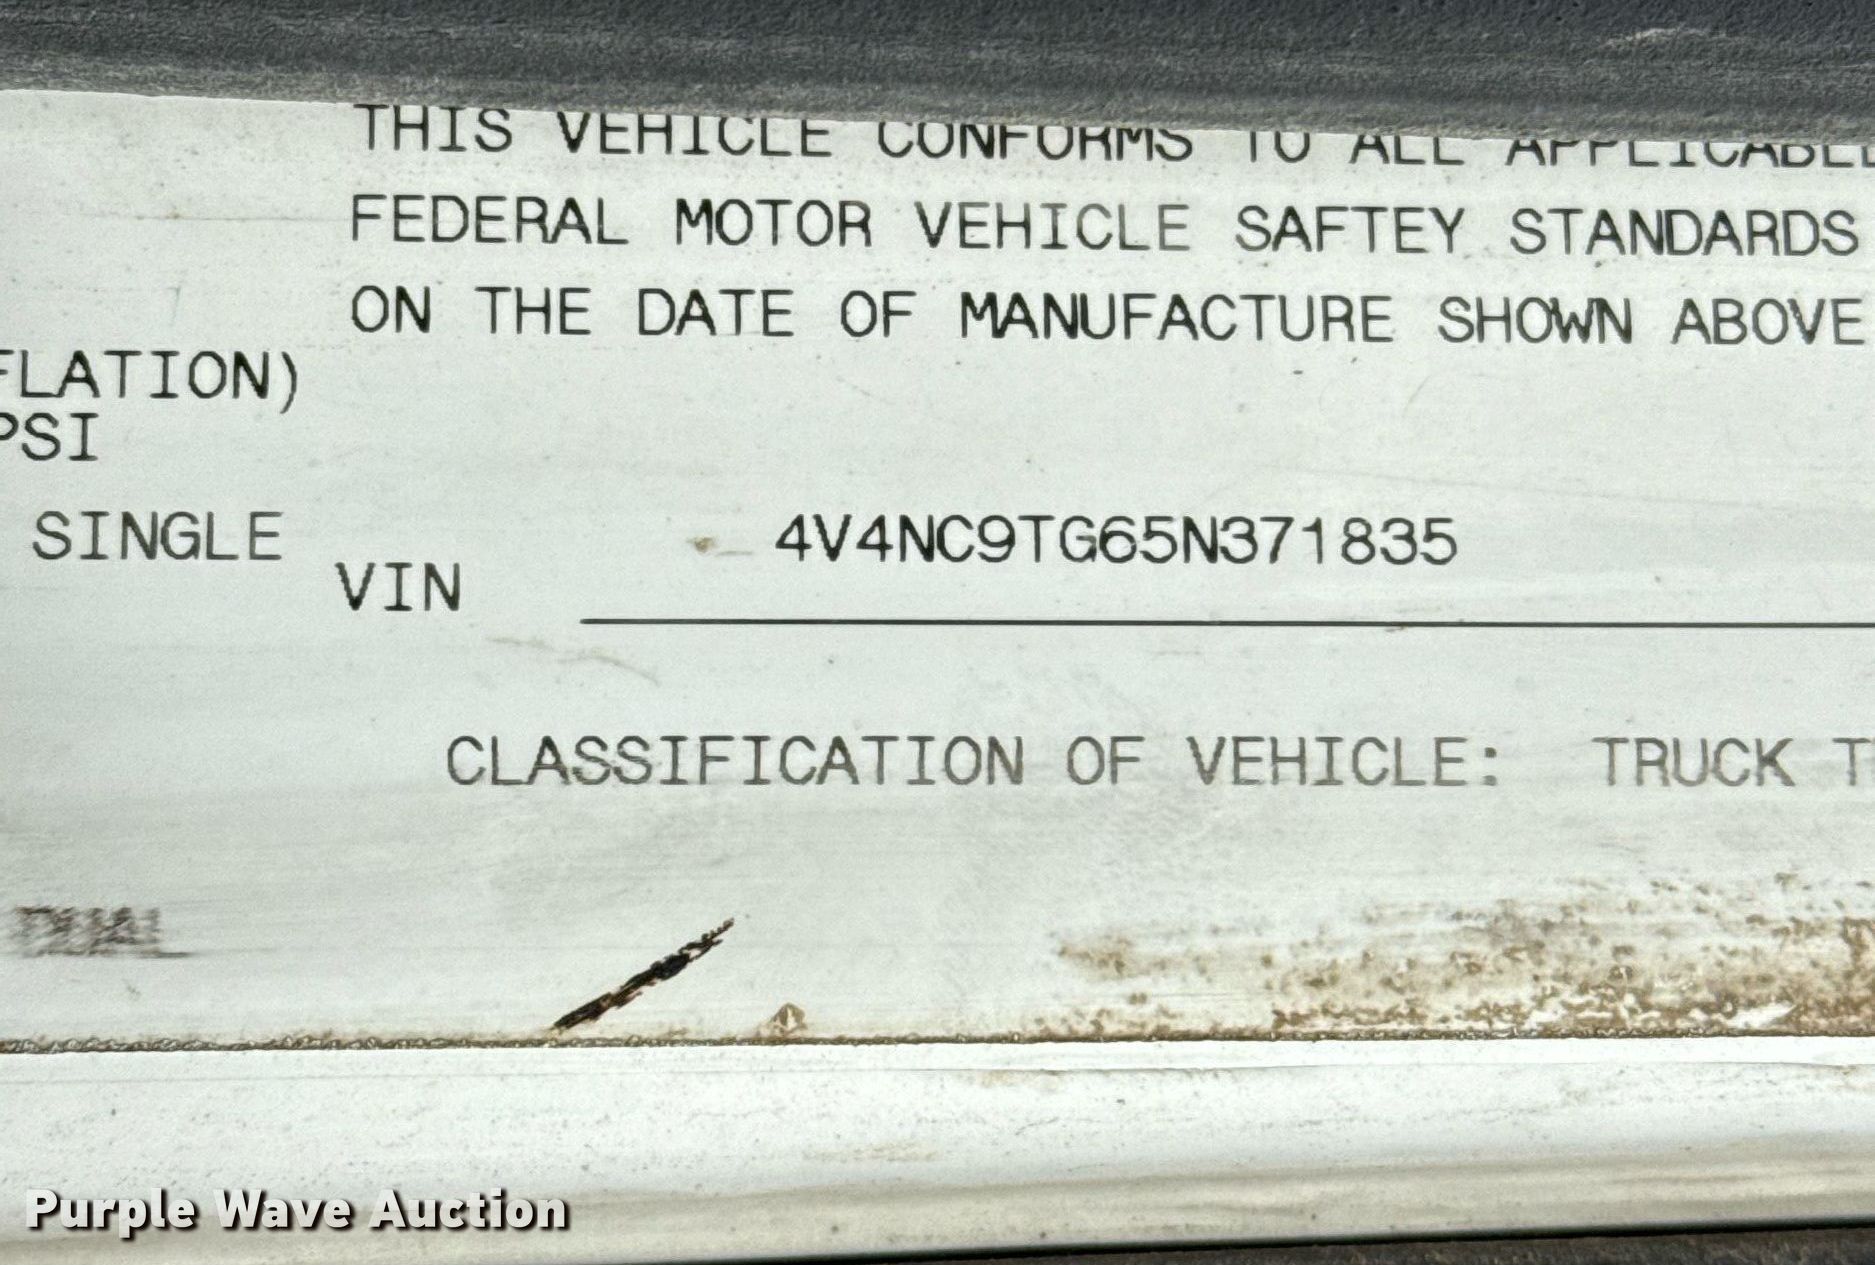 THIS VEHICLE CONFORMS TO ALL APPLICABLE
FEDERAL MOTOR VEHICLE SAFTEY STANDARDS
ON THE DATE OF MANUFACTURE SHOWN ABOVE
FLATION)
PSI
SINGLE
VIN 4V4NC9TG65N371835
CLASSIFICATION OF VEHICLE: TRUCK
Purple Wave Auction